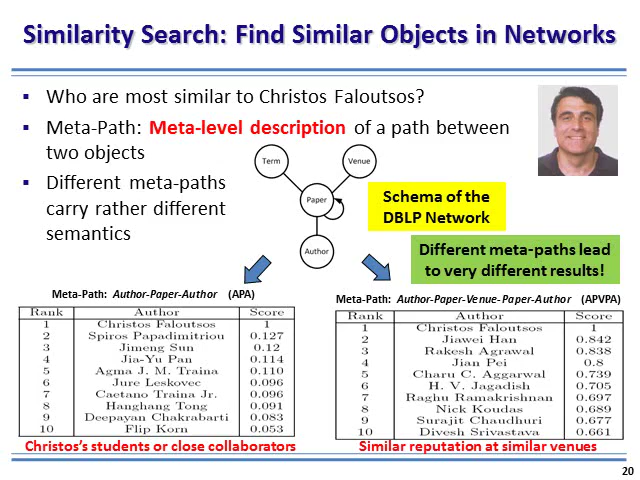 Similarity Search: Find Similar Objects in Networks
▪ Who are most similar to Christos Faloutsos?
▪ Meta-Path: Meta-level description of a path between
two objects
▪ Different meta-paths
carry rather different
semantics
Term
Venue
Paper
Author
Schema of the
DBLP Network
Different meta-paths lead
to very different results!
Meta-Path: Author-Paper-Author (APA)
Rank Author Score
1 Christos Faloutsos 1
2 Spiros Papadimitriou 0.127
3 Jimeng Sun 0.12
4 Jia-Yu Pan 0.114
5 Agma J. M. Traina 0.110
6 Jure Leskovec 0.096
7 Caetano Traina Jr. 0.096
8 Hanghang Tong 0.091
9 Deepayan Chakrabarti 0.083
10 Flip Korn 0.053
Christos's students or close collaborators
Meta-Path: Author-Paper-Venue-Paper-Author (APVPA)
Rank Author Score
1 Christos Faloutsos 1
2 Jiawei Han 0.842
3 Rakesh Agrawal 0.838
4 Jian Pei 0.8
5 Charu C. Aggarwal 0.739
6 H. V. Jagadish 0.705
7 Raghu Ramakrishnan 0.697
8 Nick Koudas 0.689
9 Surajit Chaudhuri 0.677
10 Divesh Srivastava 0.661
Similar reputation at similar venues
20